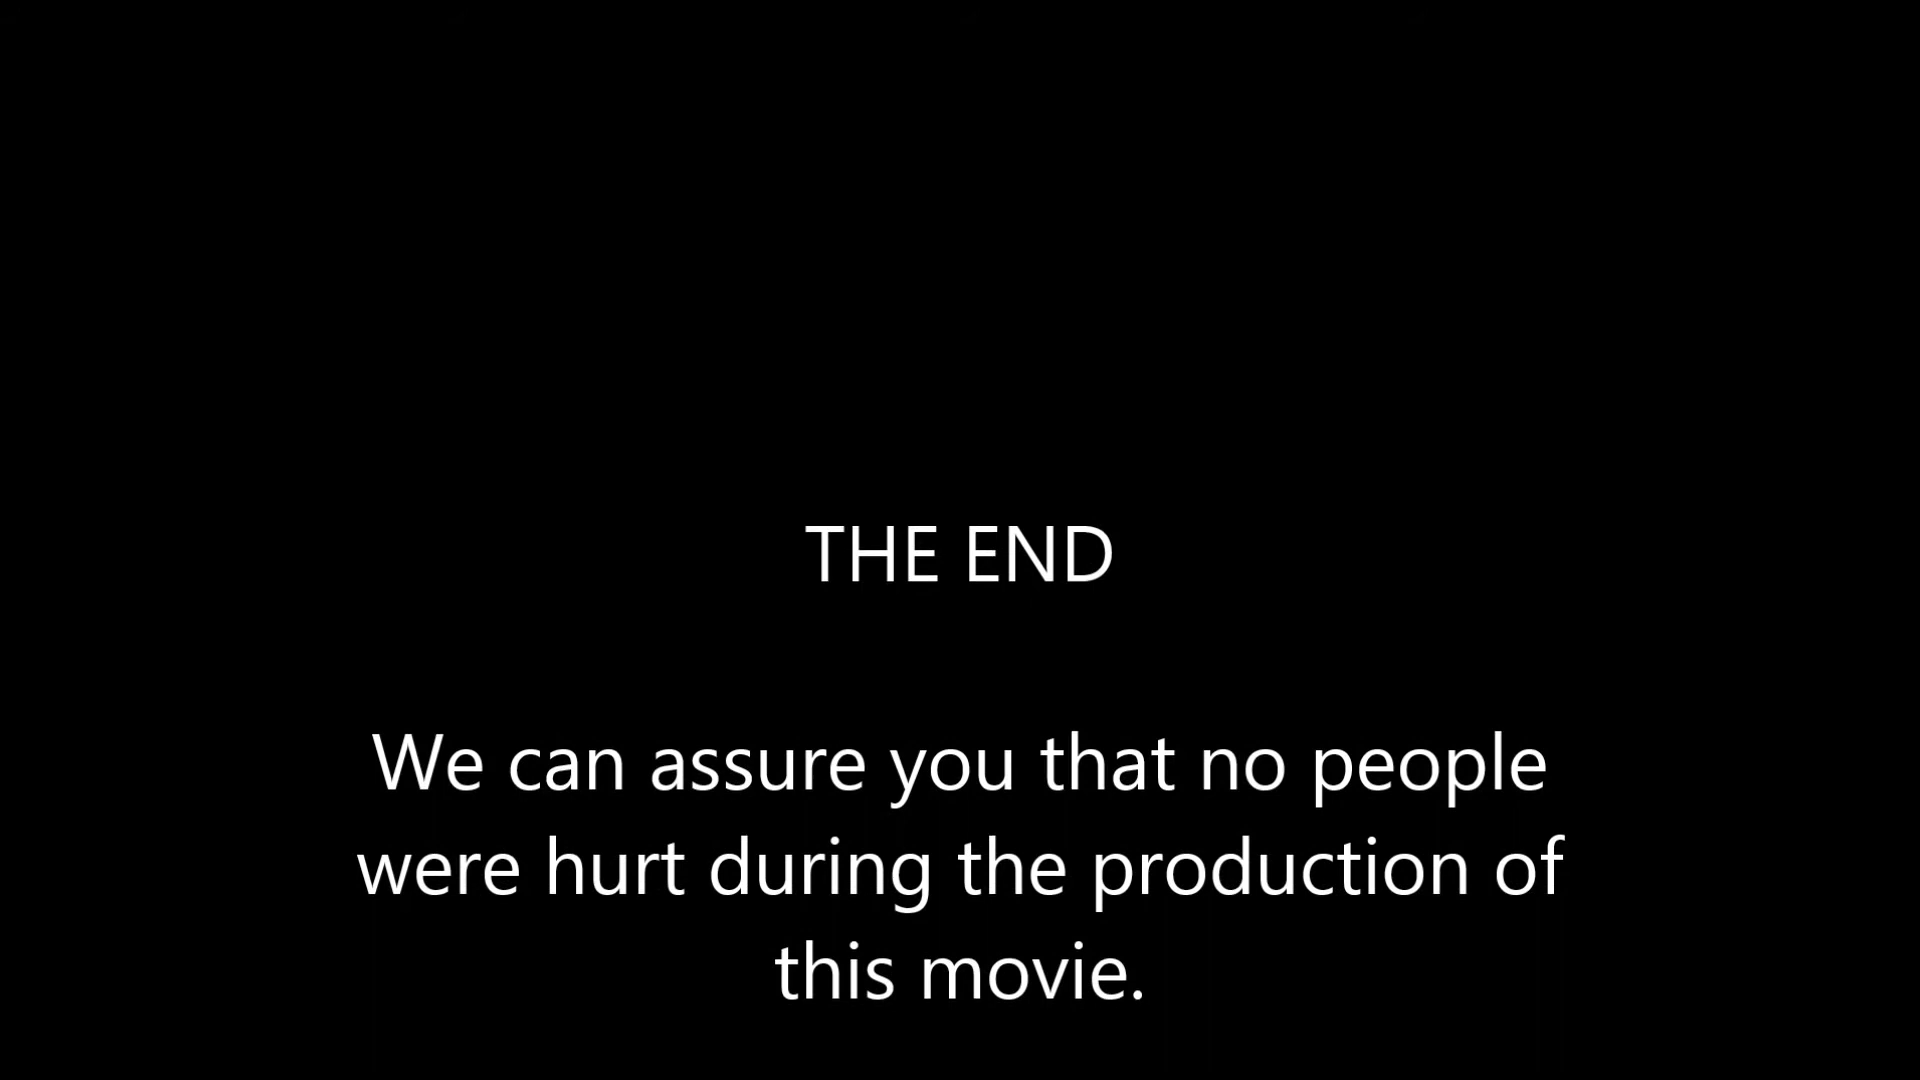 THE END
We can assure you that no people
were hurt during the production of
this movie.